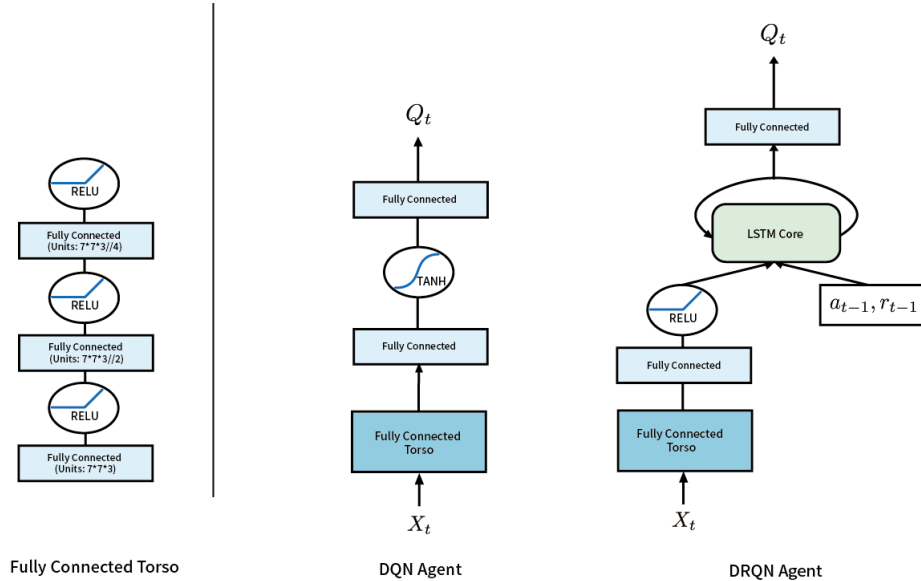 RELU
Fully Connected
(Units: 7*7*3//4)
RELU
Fully Connected
(Units: 7*7*3//2)
RELU
Fully Connected
(Units: 7*7*3)
Fully Connected Torso
Q_t
Fully Connected
TANH
Fully Connected
Fully Connected
Torso
X_t
DQN Agent
Q_t
Fully Connected
LSTM Core
a_{t-1}, r_{t-1}
RELU
Fully Connected
Fully Connected
Torso
X_t
DRQN Agent